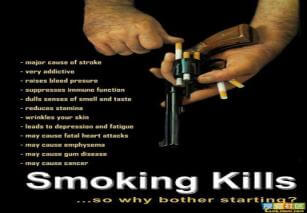 - major cause of stroke
- very addictive
- raises blood pressure
- suppresses immune function
- dulls senses of smell and taste
- reduces stamina
- wrinkles your skin
- leads to depression and fatigue
- may cause fatal heart attacks
- may cause emphysema
- may cause gum disease
- may cause cancer
Smoking Kills
...so why bother starting?